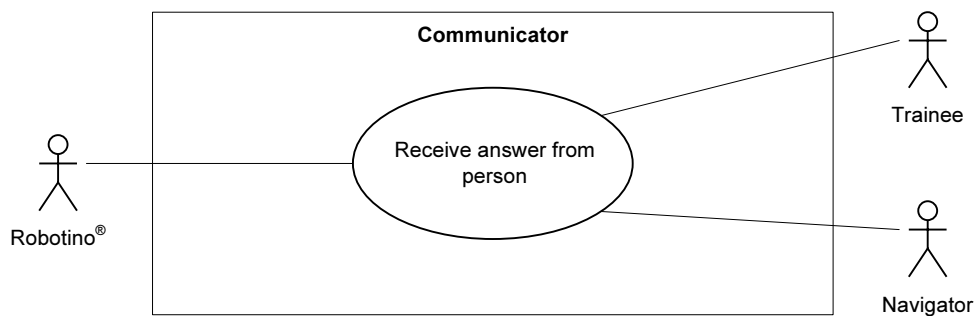 Communicator
Trainee
Receive answer from
person
Robotino®
Navigator